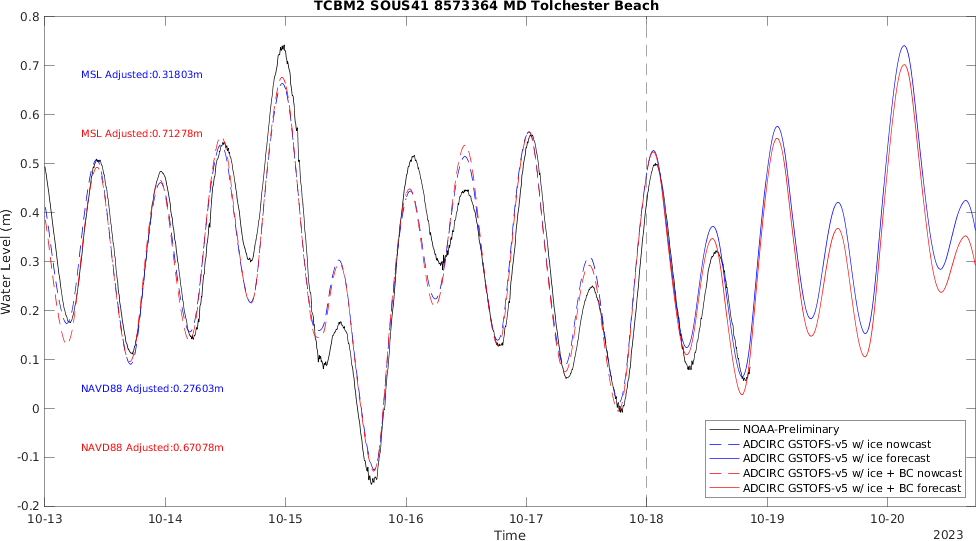 TCBM2 SOUS41 8573364 MD Tolchester Beach
0.8
0.7
0.6
0.5
0.4
0.3
0.2
0.1
0
-0.1
-0.2
Water Level (m)
MSL Adjusted:0.31803m
MSL Adjusted:0.71278m
NAVD88 Adjusted:0.27603m
NAVD88 Adjusted:0.67078m
NOAA-Preliminary
ADCIRC GSTOFS-v5 w/ ice nowcast
ADCIRC GSTOFS-v5 w/ ice forecast
ADCIRC GSTOFS-v5 w/ ice + BC nowcast
ADCIRC GSTOFS-v5 w/ ice + BC forecast
10-13 10-14 10-15 10-16 10-17 10-18 10-19 10-20
Time
2023